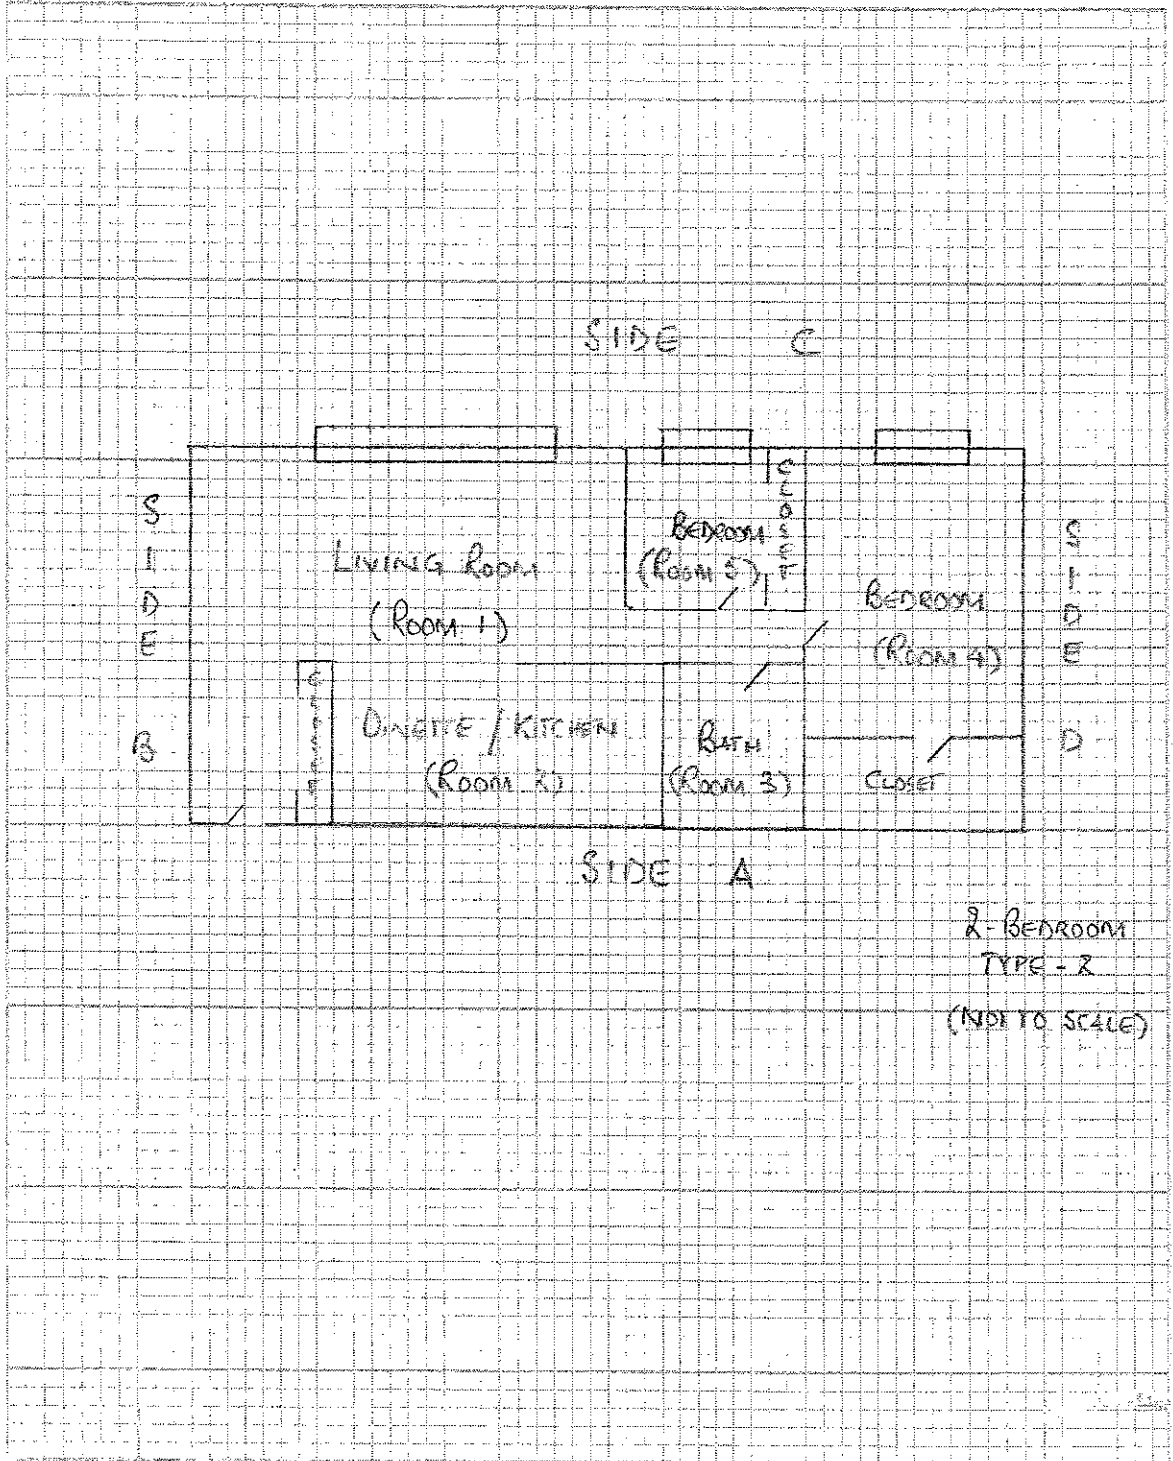 SIDE C
SIDE B
SIDE D
LIVING ROOM
(ROOM 1)
BEDROOM
(ROOM 5)
CLOSET
BEDROOM
(ROOM 4)
CLOSET
DINETTE / KITCHEN
(ROOM 2)
BATH
(ROOM 3)
CLOSET
SIDE A
2-BEDROOM
TYPE - 2
(NOT TO SCALE)